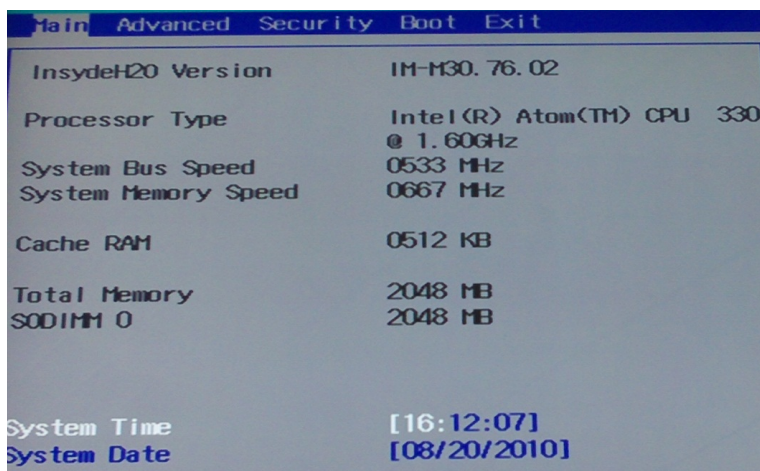 Main Advanced Security Boot Exit
InsydeH2O Version IM-M30.76.02
Processor Type Intel(R) Atom(TM) CPU 330
@ 1.60GHz
System Bus Speed 0533 MHz
System Memory Speed 0667 MHz
Cache RAM 0512 KB
Total Memory 2048 MB
SODIMM 0 2048 MB
System Time [16:12:07]
System Date [08/20/2010]